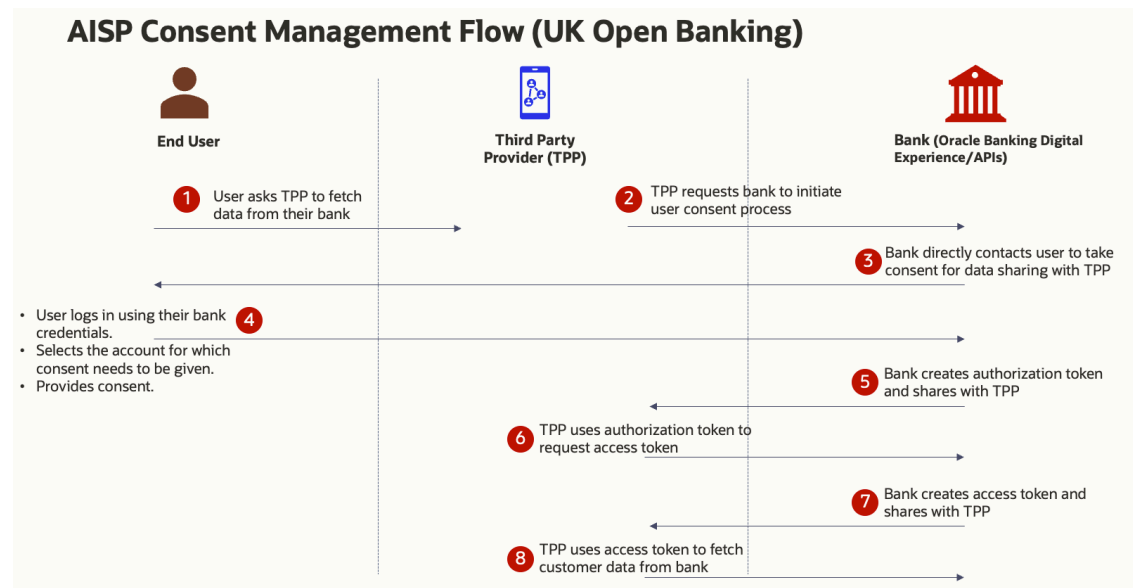 AISP Consent Management Flow (UK Open Banking)
End User
Third Party
Provider (TPP)
Bank (Oracle Banking Digital
Experience/APIs)
1
User asks TPP to fetch
data from their bank
2
TPP requests bank to initiate
user consent process
3
Bank directly contacts user to take
consent for data sharing with TPP
4
• User logs in using their bank
credentials.
• Selects the account for which
consent needs to be given.
• Provides consent.
5
Bank creates authorization token
and shares with TPP
6
TPP uses authorization token to
request access token
7
Bank creates access token and
shares with TPP
8
TPP uses access token to fetch
customer data from bank